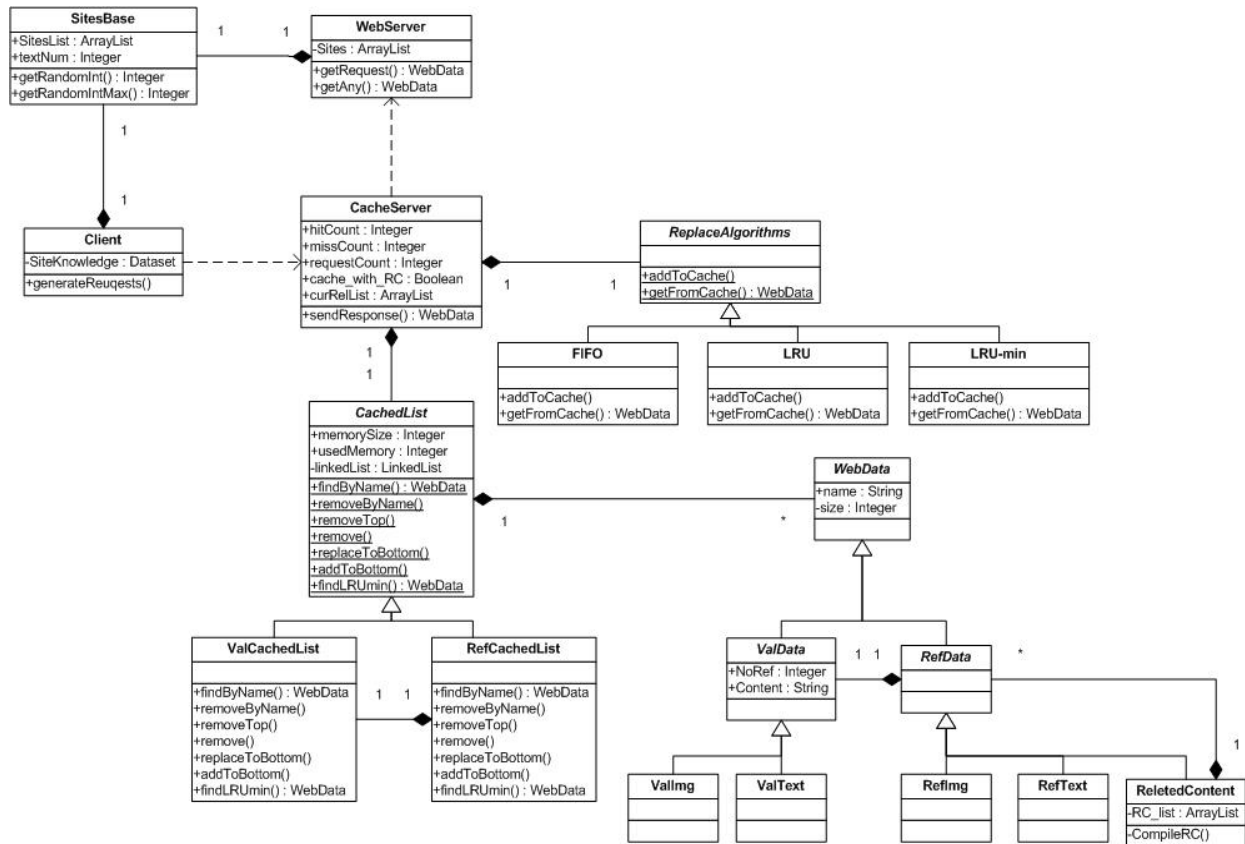 SitesBase
+SitesList : ArrayList
+textNum : Integer
+getRandomInt() : Integer
+getRandomIntMax() : Integer
1
1
WebServer
-Sites : ArrayList
+getRequest() : WebData
+getAny() : WebData
1
1
Client
-SiteKnowledge : Dataset
+generateReuqests()
CacheServer
+hitCount : Integer
+missCount : Integer
+requestCount : Integer
+cache_with_RC : Boolean
+curRelList : ArrayList
+sendResponse() : WebData
1
1
ReplaceAlgorithms
+addToCache()
+getFromCache() : WebData
FIFO
+addToCache()
+getFromCache() : WebData
LRU
+addToCache()
+getFromCache() : WebData
LRU-min
+addToCache()
+getFromCache() : WebData
1
1
CachedList
+memorySize : Integer
+usedMemory : Integer
-linkedList : LinkedList
+findByName() : WebData
+removeByName()
+removeTop()
+remove()
+replaceToBottom()
+addToBottom()
+findLRUmin() : WebData
1
*
WebData
+name : String
-size : Integer
ValCachedList
+findByName() : WebData
+removeByName()
+removeTop()
+remove()
+replaceToBottom()
+addToBottom()
+findLRUmin() : WebData
1
1
RefCachedList
+findByName() : WebData
+removeByName()
+removeTop()
+remove()
+replaceToBottom()
+addToBottom()
+findLRUmin() : WebData
ValData
+NoRef : Integer
+Content : String
1
1
RefData
*
1
ValImg
ValText
RefImg
RefText
ReletedContent
-RC_list : ArrayList
-CompileRC()